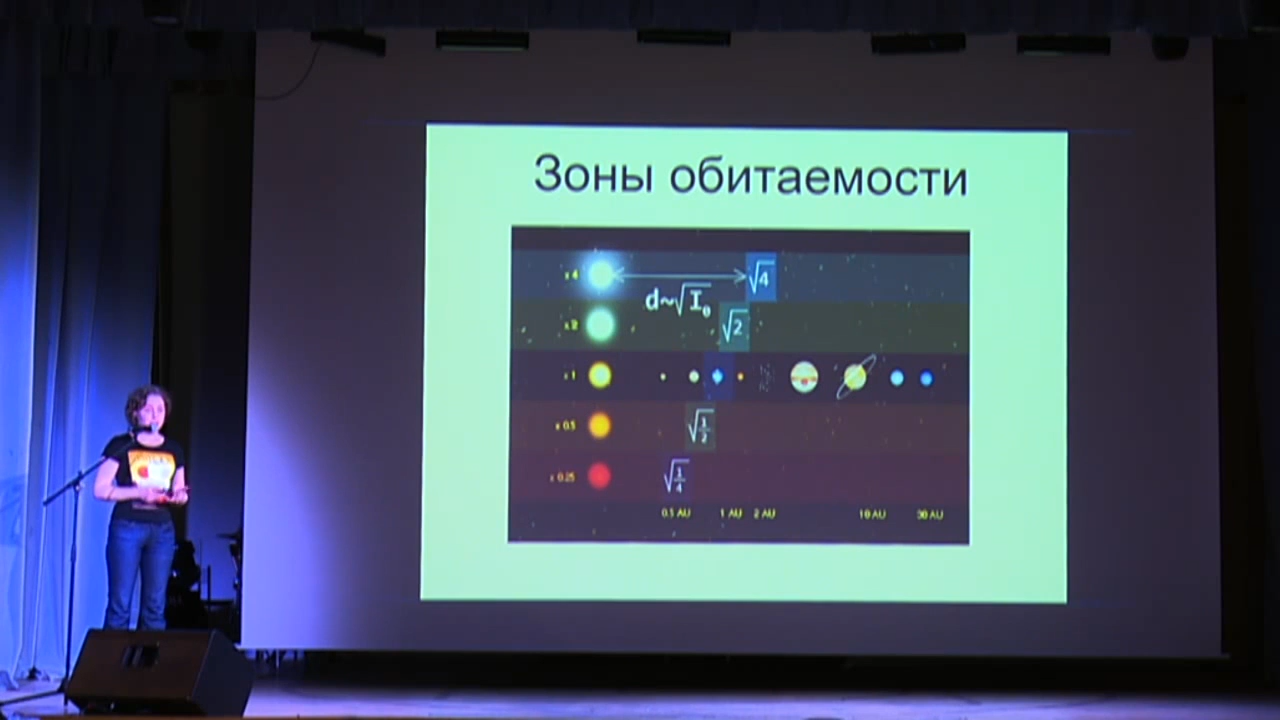 Зоны обитаемости
x 4
√4
d~√I₀
x 2
√2
x 1
x 0.5
√1/2
x 0.25
√1/4
0.5 AU 1 AU 2 AU 10 AU 30 AU